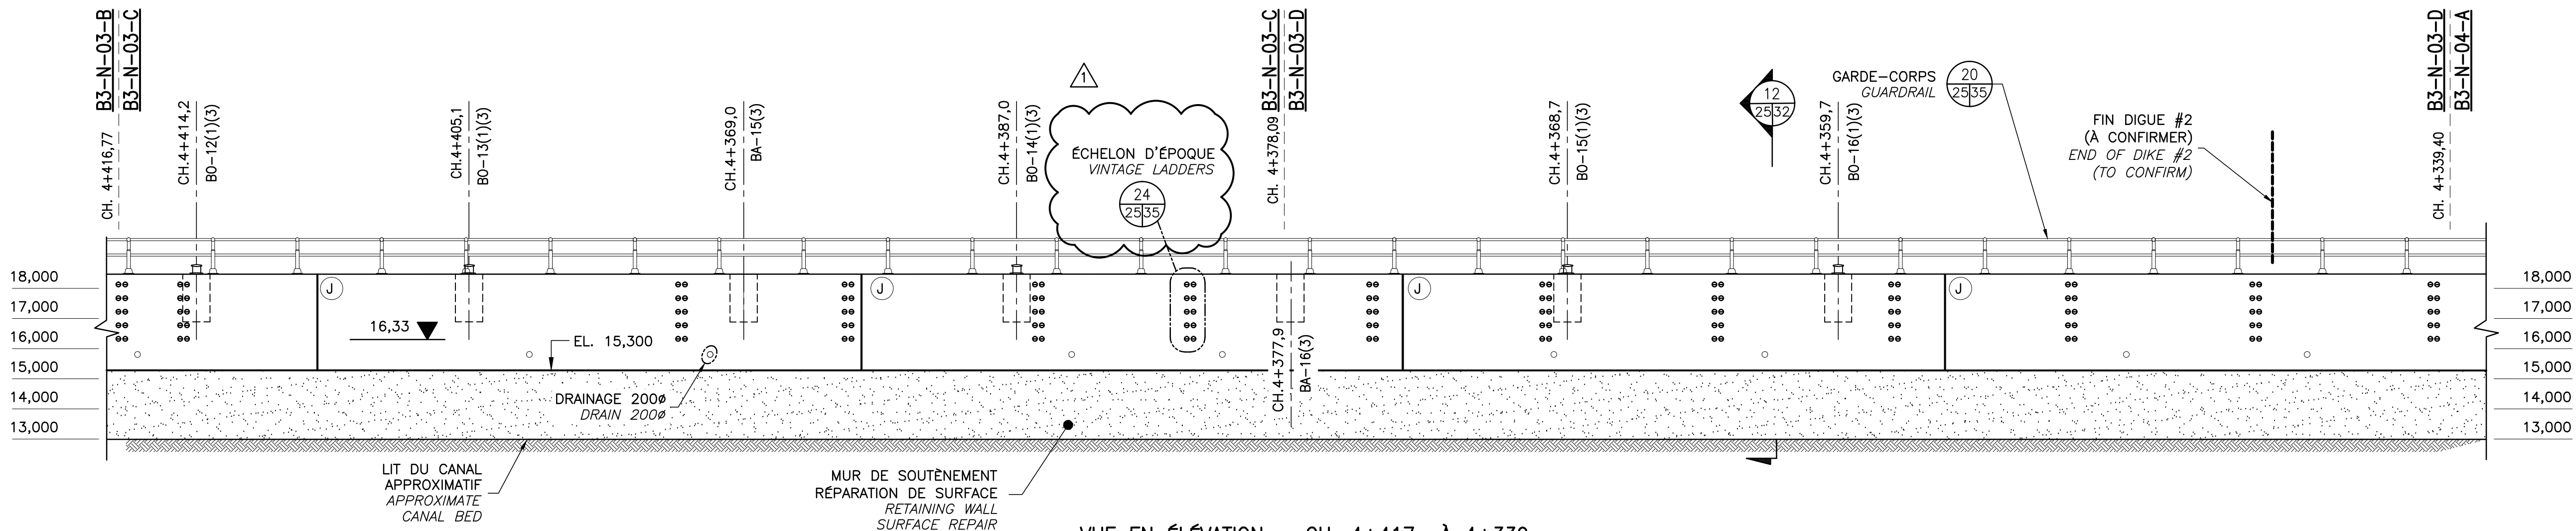 B3-N-03-B
B3-N-03-C
CH. 4+416,77
CH.4+414,2
BO-12(1)(3)
CH.4+405,1
BO-13(1)(3)
CH.4+369,0
BA-15(3)
CH.4+387,0
BO-14(1)(3)
1
ÉCHELON D'ÉPOQUE
VINTAGE LADDERS
24
25 35
B3-N-03-C
B3-N-03-D
CH. 4+378,09
CH.4+368,7
BO-15(1)(3)
12
25 32
CH.4+359,7
BO-16(1)(3)
GARDE-CORPS
GUARDRAIL
20
25 35
FIN DIGUE #2
(À CONFIRMER)
END OF DIKE #2
(TO CONFIRM)
B3-N-03-D
B3-N-04-A
CH. 4+339,40
18,000
17,000
16,000
15,000
14,000
13,000
J
16,33
EL. 15,300
DRAINAGE 200ø
DRAIN 200ø
J
CH.4+377,9
BA-16(3)
J
J
18,000
17,000
16,000
15,000
14,000
13,000
LIT DU CANAL
APPROXIMATIF
APPROXIMATE
CANAL BED
MUR DE SOUTÈNEMENT
RÉPARATION DE SURFACE
RETAINING WALL
SURFACE REPAIR